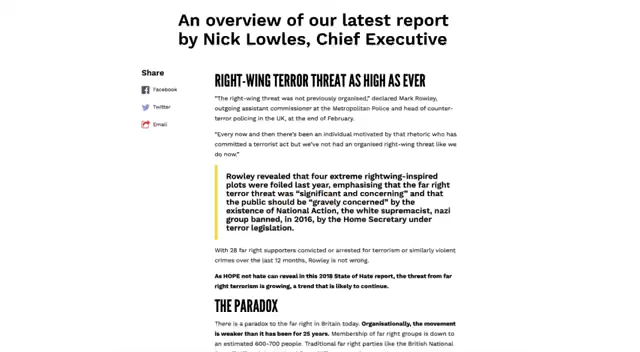 An overview of our latest report
by Nick Lowles, Chief Executive
Share
Facebook
Twitter
Email
RIGHT-WING TERROR THREAT AS HIGH AS EVER
"The right-wing threat was not previously organised," declared Mark Rowley,
outgoing assistant commissioner at the Metropolitan Police and head of counter-
terror policing in the UK, at the end of February.
"Every now and then there's been an individual motivated by that rhetoric who has
committed a terrorist act but we've not had an organised right-wing threat like we
do now."
Rowley revealed that four extreme rightwing-inspired
plots were foiled last year, emphasising that the far right
terror threat was "significant and concerning" and that
the public should be "gravely concerned" by the
existence of National Action, the white supremacist, nazi
group banned, in 2016, by the Home Secretary under
terror legislation.
With 28 far right supporters convicted or arrested for terrorism or similarly violent
crimes over the last 12 months, Rowley is not wrong.
As HOPE not hate can reveal in this 2018 State of Hate report, the threat from far
right terrorism is growing, a trend that is likely to continue.
THE PARADOX
There is a paradox to the far right in Britain today. Organisationally, the movement
is weaker than it has been for 25 years. Membership of far right groups is down to
an estimated 600-700 people. Traditional far right parties like the British National